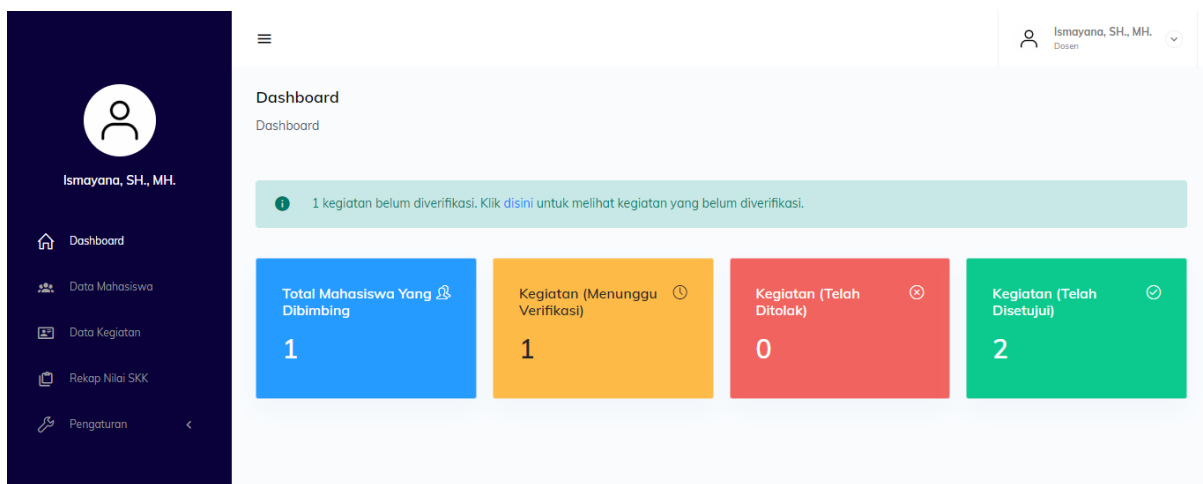 Ismayana, SH., MH.
Dashboard
Data Mahasiswa
Data Kegiatan
Rekap Nilai SKK
Pengaturan
Ismayana, SH., MH.
Dosen
Dashboard
Dashboard
1 kegiatan belum diverifikasi. Klik disini untuk melihat kegiatan yang belum diverifikasi.
Total Mahasiswa Yang
Dibimbing
1
Kegiatan (Menunggu
Verifikasi)
1
Kegiatan (Telah
Ditolak)
0
Kegiatan (Telah
Disetujui)
2